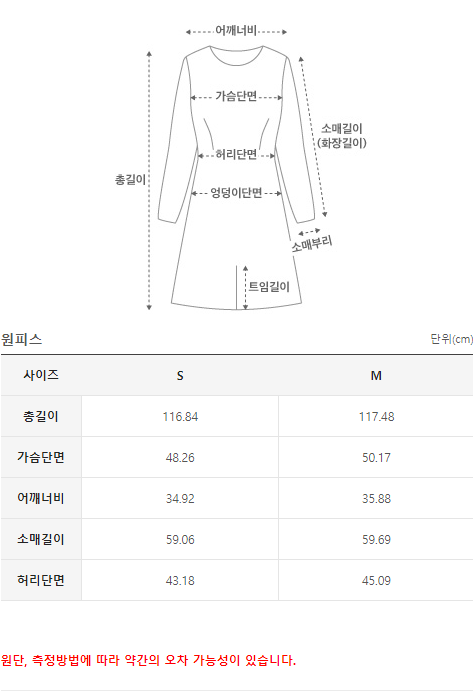 어깨너비
가슴단면
소매길이
(화장길이)
허리단면
총길이
엉덩이단면
소매부리
트임길이
원피스 단위(cm)
사이즈 S M
총길이 116.84 117.48
가슴단면 48.26 50.17
어깨너비 34.92 35.88
소매길이 59.06 59.69
허리단면 43.18 45.09
원단, 측정방법에 따라 약간의 오차 가능성이 있습니다.